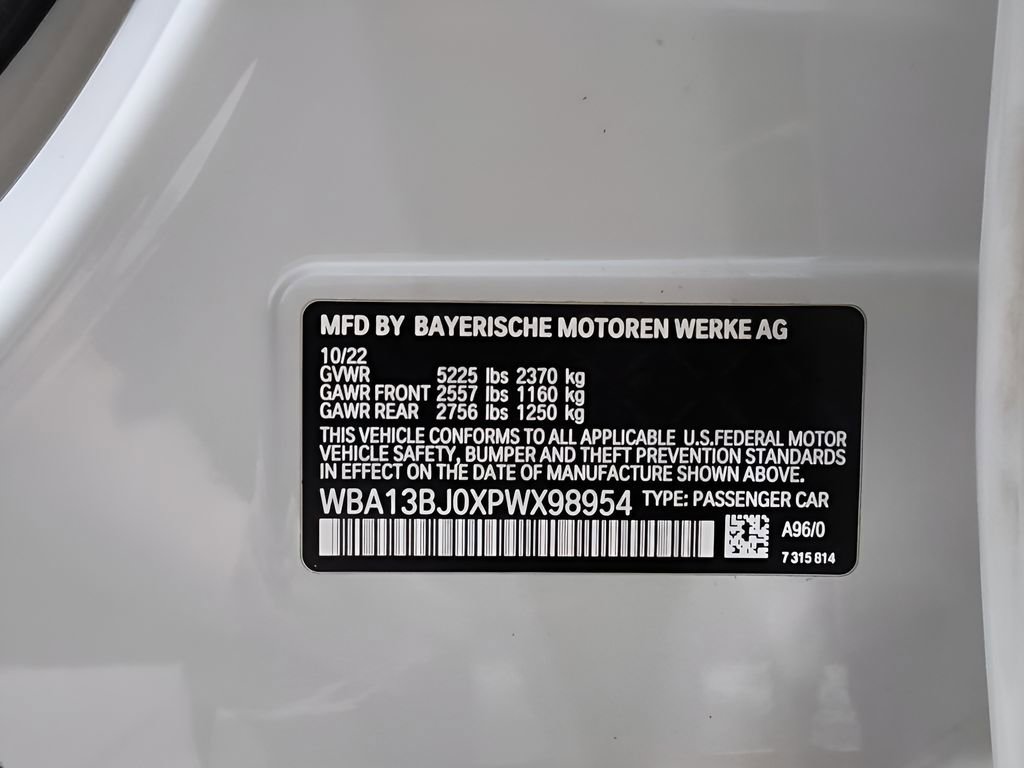 MFD BY BAYERISCHE MOTOREN WERKE AG
10/22
GVWR 5225 lbs 2370 kg
GAWR FRONT 2557 lbs 1160 kg
GAWR REAR 2756 lbs 1250 kg
THIS VEHICLE CONFORMS TO ALL APPLICABLE U.S.FEDERAL MOTOR
VEHICLE SAFETY, BUMPER AND THEFT PREVENTION STANDARDS
IN EFFECT ON THE DATE OF MANUFACTURE SHOWN ABOVE.
WBA13BJ0XPWX98954 TYPE: PASSENGER CAR
A96/0
7 315 814